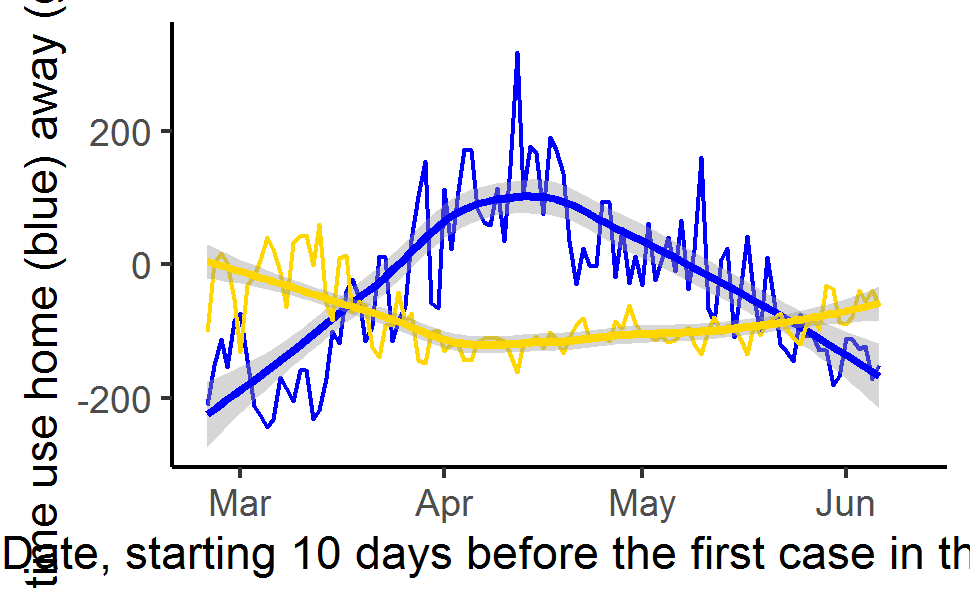 time use home (blue) away (
200
0
-200
Mar Apr May Jun
Date, starting 10 days before the first case in th